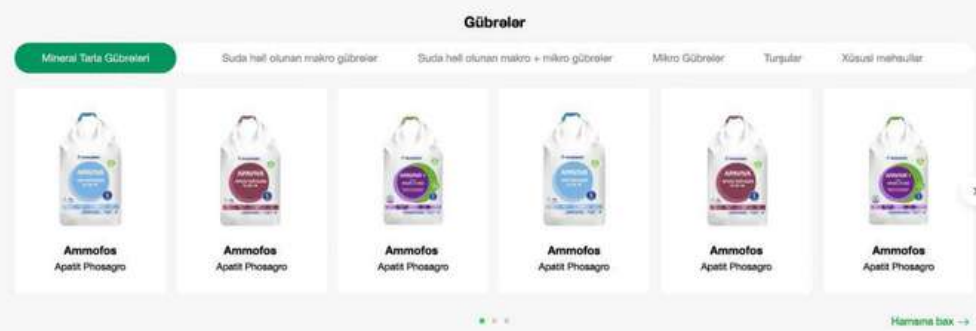 Gübrələr
Mineral Tarla Gübreleri
Suda həll olunan makro gübrələr
Suda həll olunan makro + mikro gübrələr
Mikro Gübrələr
Turşular
Xüsusi məhsullar
Ammofos
Apatit Phosagro
Ammofos
Apatit Phosagro
Ammofos
Apatit Phosagro
Ammofos
Apatit Phosagro
Ammofos
Apatit Phosagro
Ammofos
Apatit Phosagro
Hamsına bax →